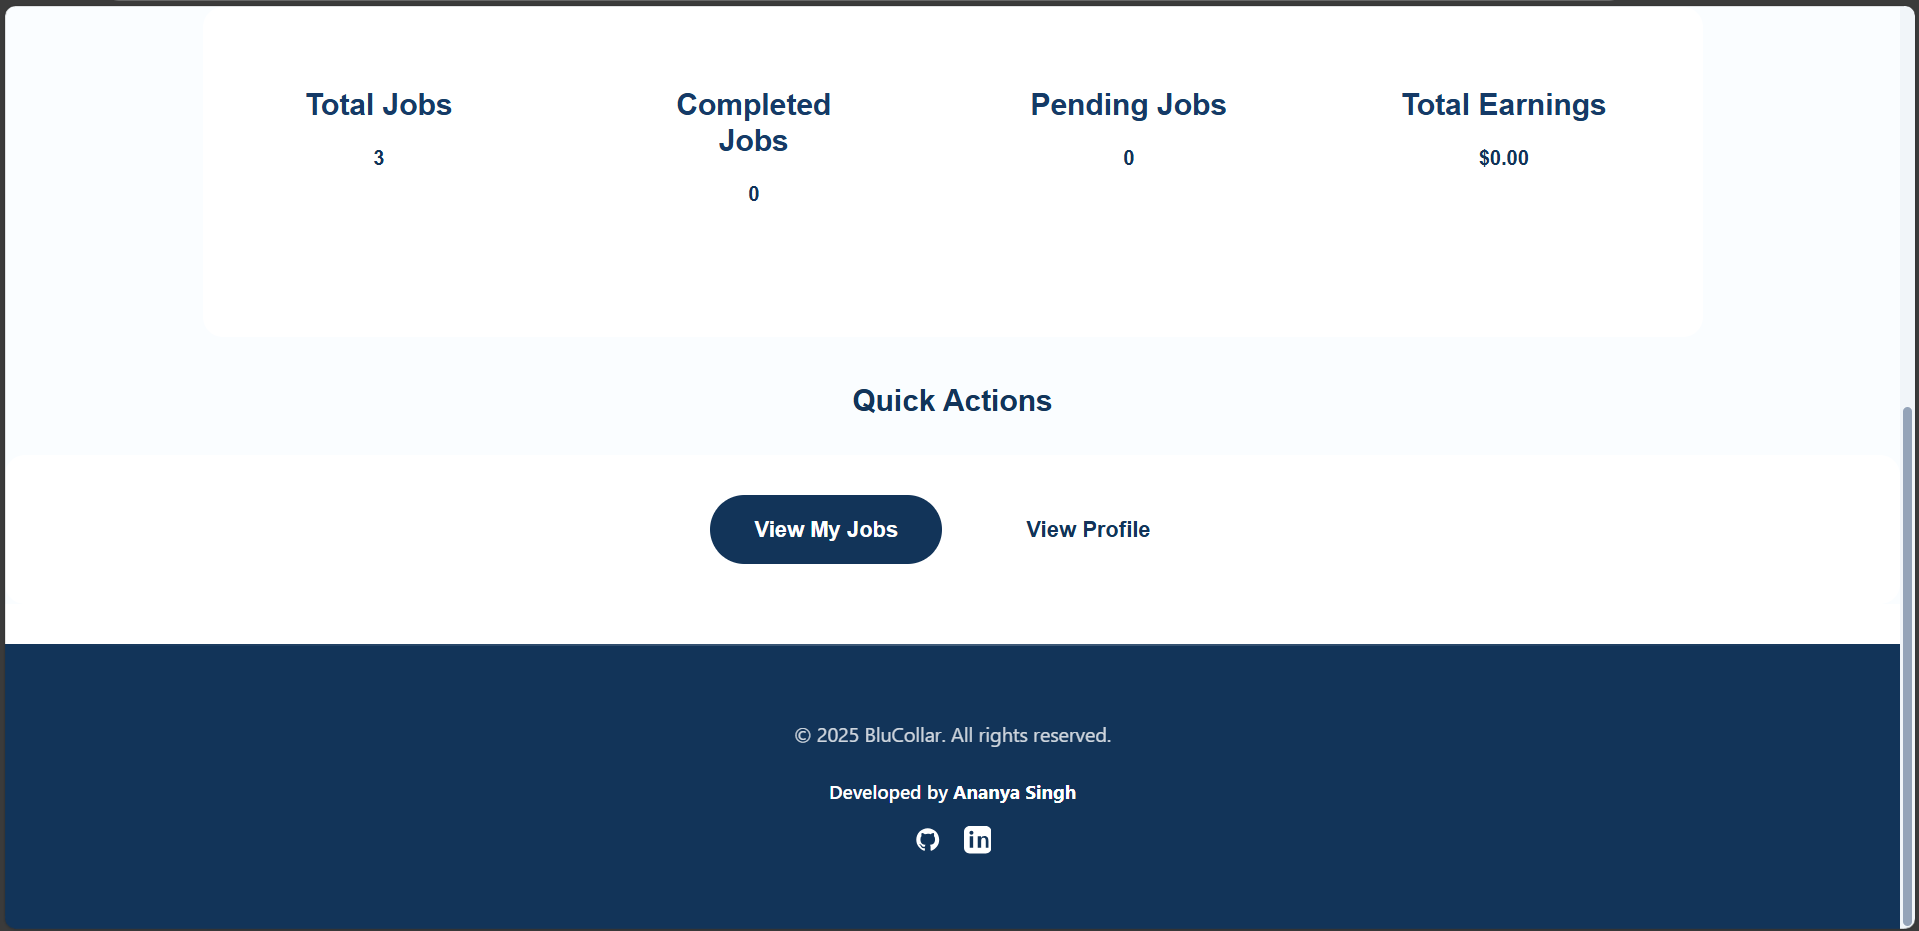 Total Jobs
3
Completed
Jobs
0
Pending Jobs
0
Total Earnings
$0.00
Quick Actions
View My Jobs
View Profile
© 2025 BluCollar. All rights reserved.
Developed by Ananya Singh
in